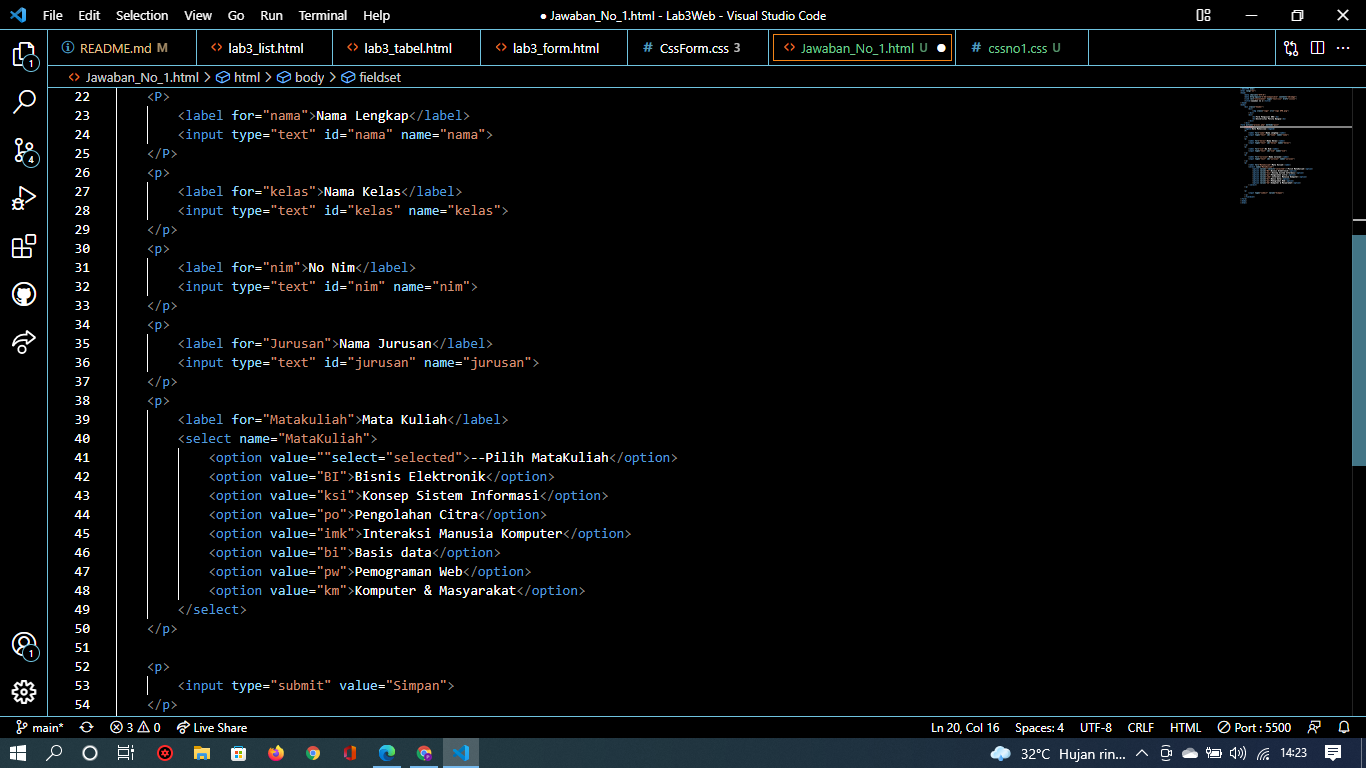 File Edit Selection View Go Run Terminal Help ● Jawaban_No_1.html - Lab3Web - Visual Studio Code
README.md M lab3_list.html lab3_tabel.html lab3_form.html # CssForm.css 3 Jawaban_No_1.html U ● # cssno1.css U
Jawaban_No_1.html > html > body > fieldset
22 <P>
23 <label for="nama">Nama Lengkap</label>
24 <input type="text" id="nama" name="nama">
25 </P>
26 <p>
27 <label for="kelas">Nama Kelas</label>
28 <input type="text" id="kelas" name="kelas">
29 </p>
30 <p>
31 <label for="nim">No Nim</label>
32 <input type="text" id="nim" name="nim">
33 </p>
34 <p>
35 <label for="Jurusan">Nama Jurusan</label>
36 <input type="text" id="jurusan" name="jurusan">
37 </p>
38 <p>
39 <label for="Matakuliah">Mata Kuliah</label>
40 <select name="MataKuliah">
41 <option value=""select="selected">--Pilih MataKuliah</option>
42 <option value="BI">Bisnis Elektronik</option>
43 <option value="ksi">Konsep Sistem Informasi</option>
44 <option value="po">Pengolahan Citra</option>
45 <option value="imk">Interaksi Manusia Komputer</option>
46 <option value="bi">Basis data</option>
47 <option value="pw">Pemograman Web</option>
48 <option value="km">Komputer & Masyarakat</option>
49 </select>
50 </p>
51
52 <p>
53 <input type="submit" value="Simpan">
54 </p>
1
4
1
main* 3 0 Live Share Ln 20, Col 16 Spaces: 4 UTF-8 CRLF HTML Port : 5500
32°C Hujan rin... 14:23